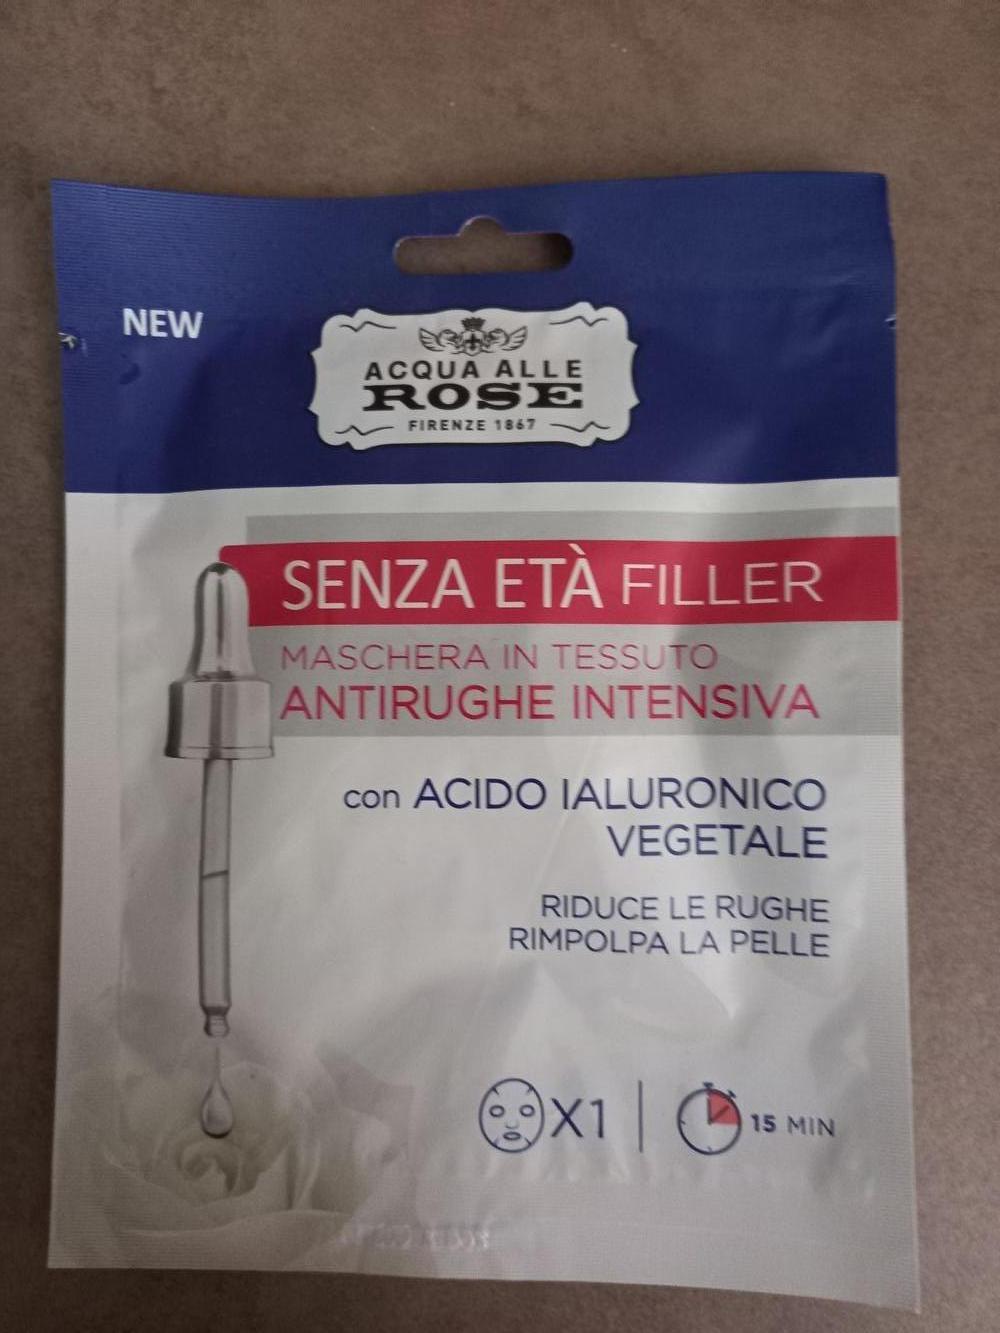 NEW
ACQUA ALLE
ROSE
FIRENZE 1867
SENZA ETÀ FILLER
MASCHERA IN TESSUTO
ANTIRUGHE INTENSIVA
con ACIDO IALURONICO
VEGETALE
RIDUCE LE RUGHE
RIMPOLPA LA PELLE
X1
15 MIN